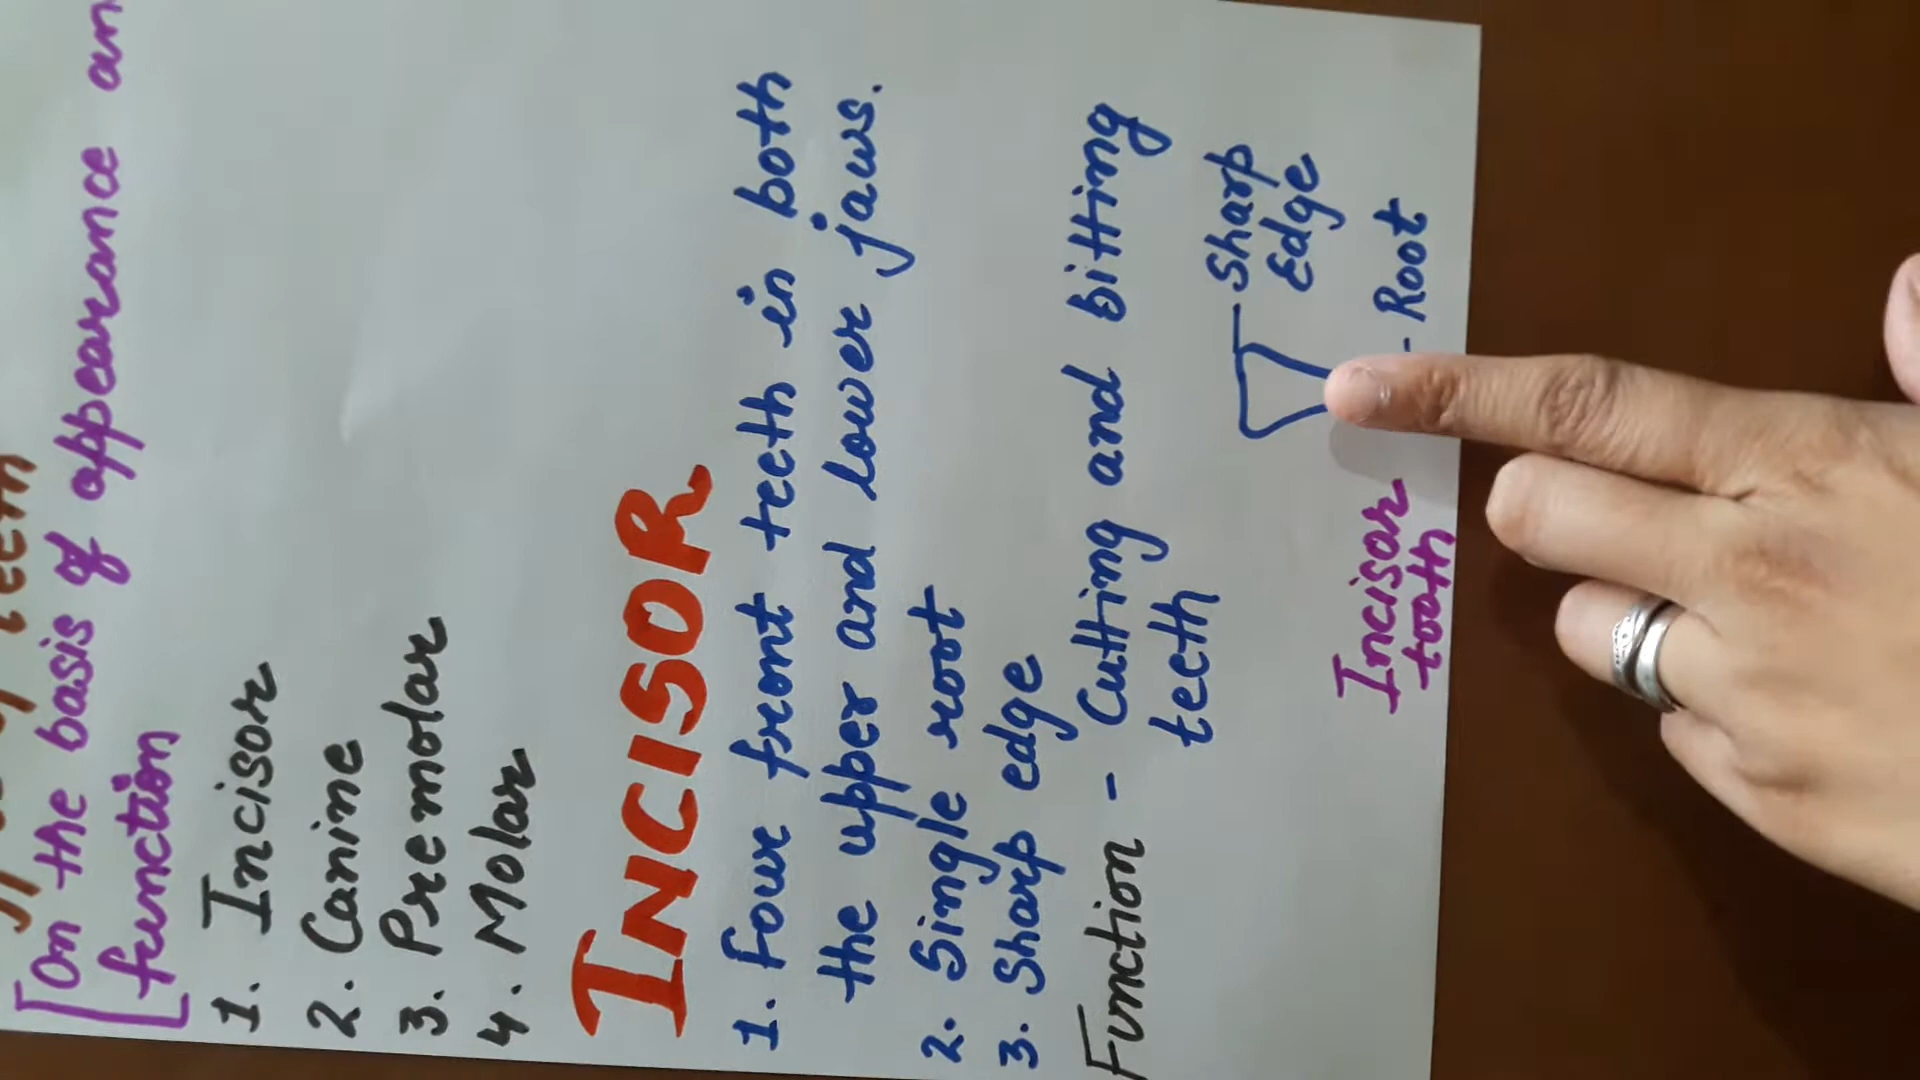 teeth
[On the basis of appearance an
function
1. Incisor
2. Canine
3. Premolar
4. Molar
INCISOR
1. Four front teeth in both
the upper and lower jaws.
2. Single root
3. Sharp edge
Function - Cutting and bitting
teeth
Sharp
Edge
Root
Incisor
tooth